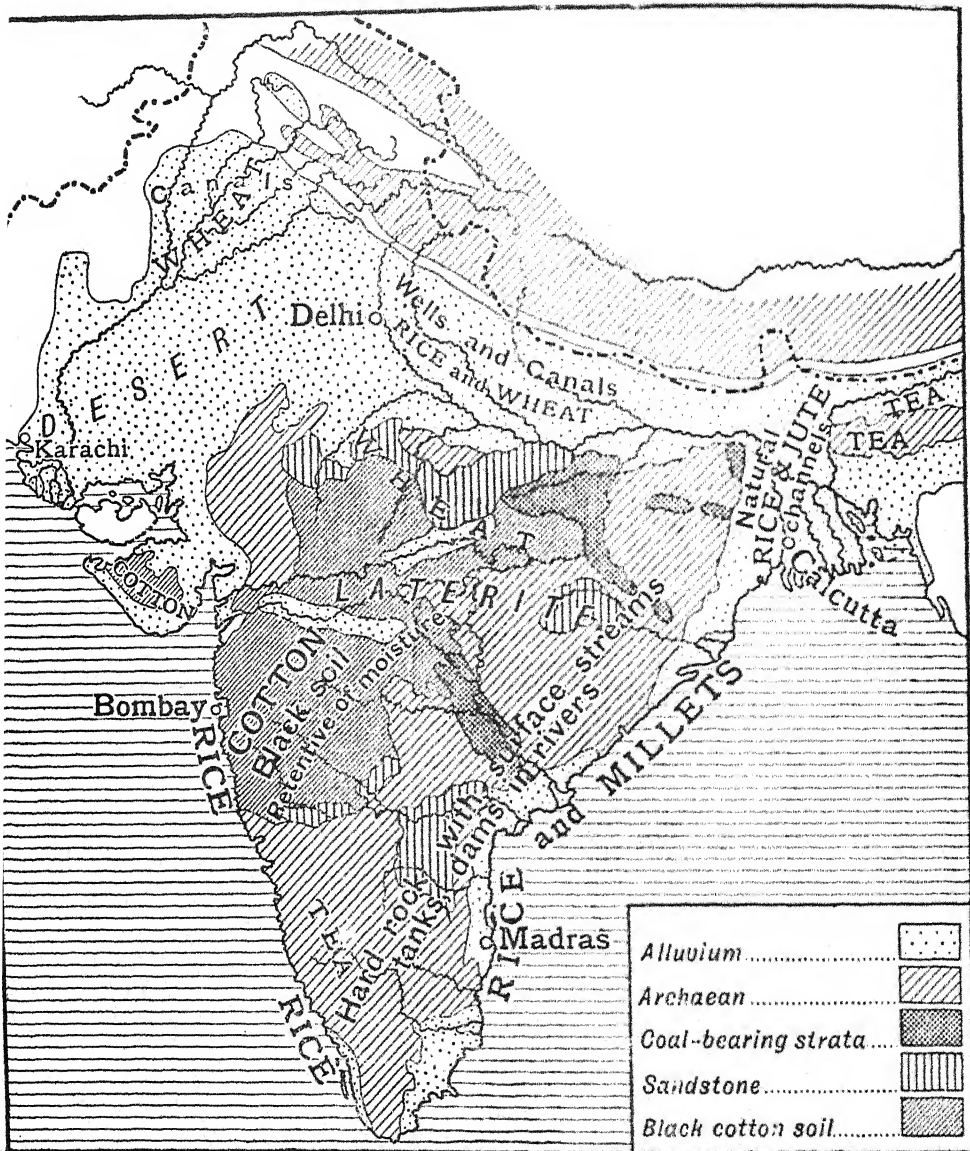 Canals
WHEAT
DESERT
Delhi
Wells and Canals
RICE and WHEAT
Karachi
TEA
TEA
WHEAT
Natural
channels
RICE & JUTE
Calcutta
COTTON
LATERITE
COTTON
Black soil
Retentive of moisture
Bombay
RICE
with surface streams
dams in rivers
and MILLETS
RICE
TEA
Hard rock
tanks,
Madras
RICE
Alluvium
Archaean
Coal-bearing strata
Sandstone
Black cotton soil